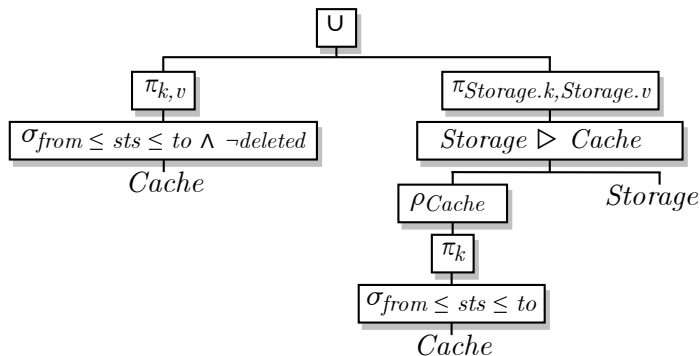 ∪
π_{k,v} π_{Storage.k,Storage.v}
σ_{from ≤ sts ≤ to ∧ ¬deleted} Storage ▷ Cache
Cache
ρ_{Cache} Storage
π_k
σ_{from ≤ sts ≤ to}
Cache